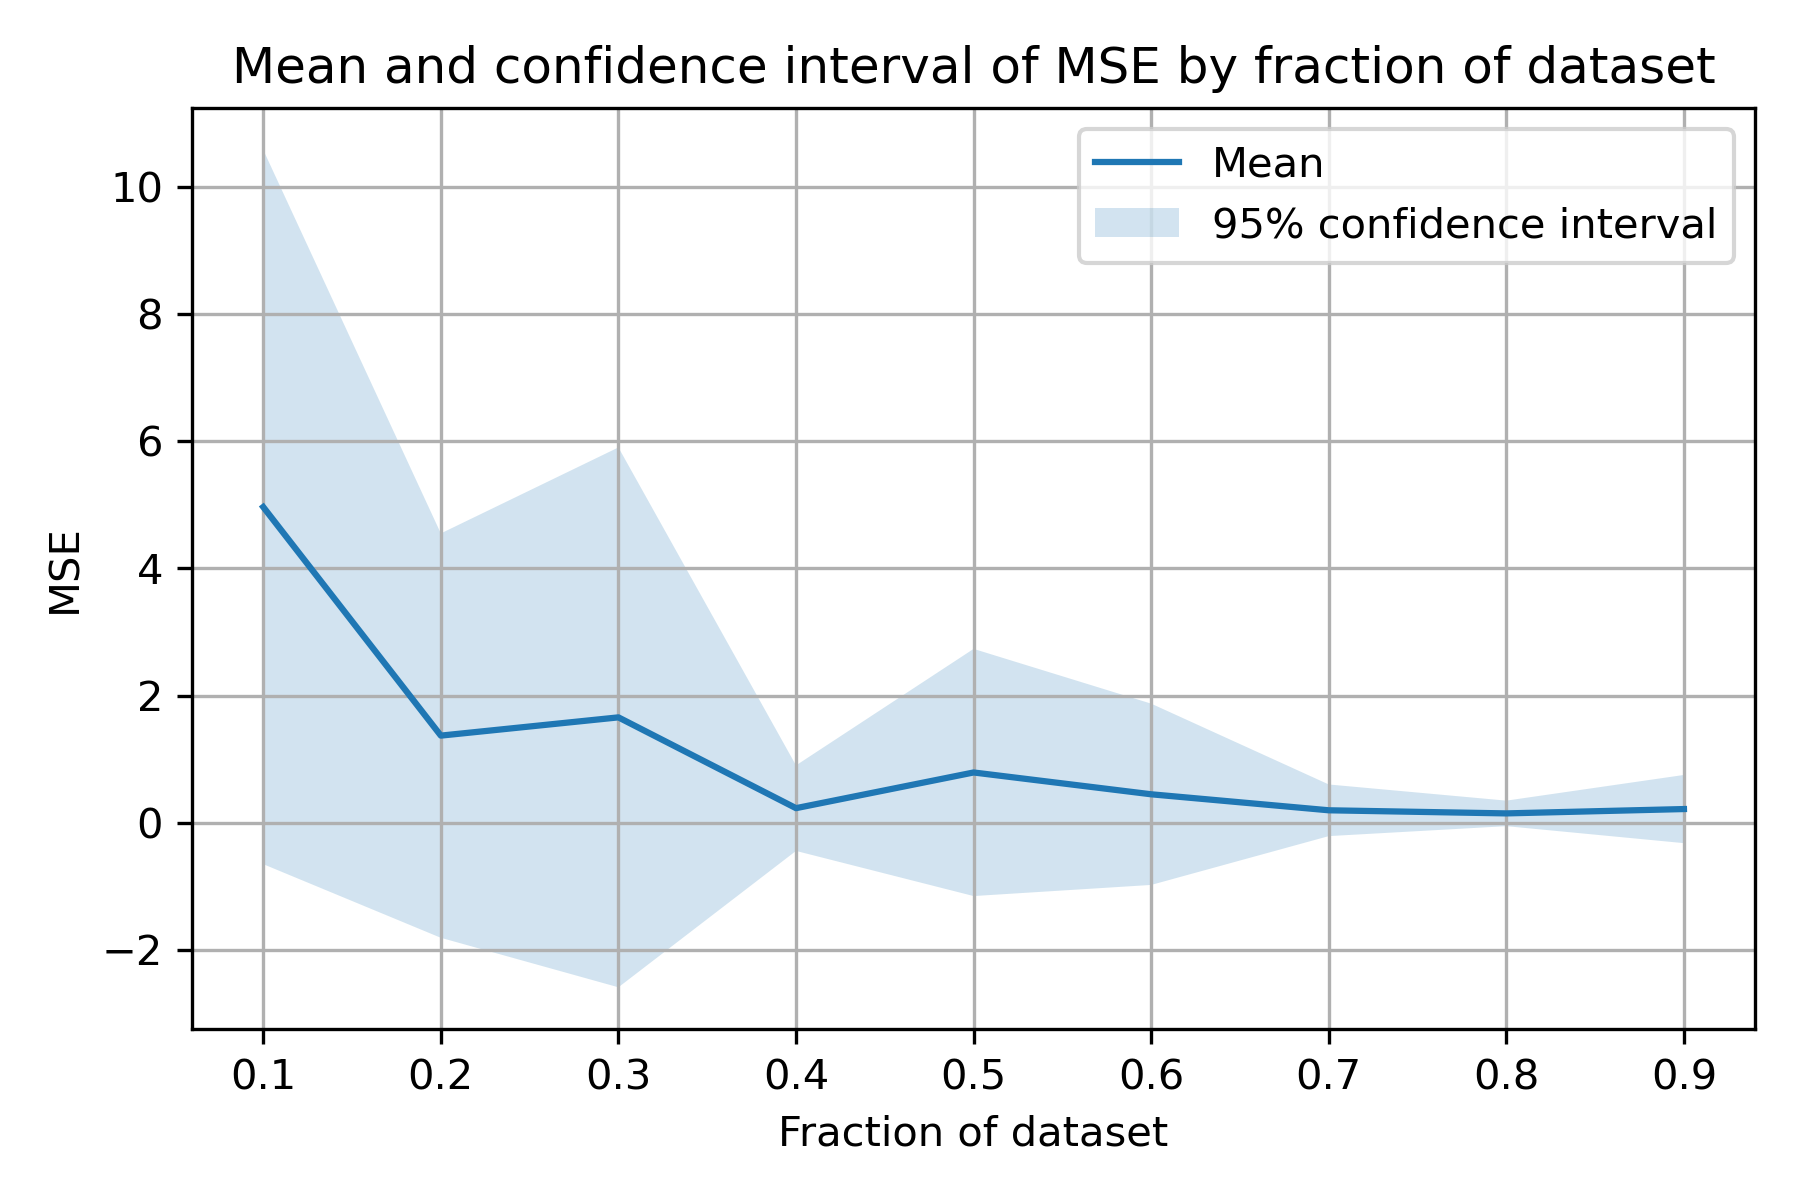 Mean and confidence interval of MSE by fraction of dataset
Mean
95% confidence interval
10
8
6
4
2
0
−2
MSE
0.1 0.2 0.3 0.4 0.5 0.6 0.7 0.8 0.9
Fraction of dataset